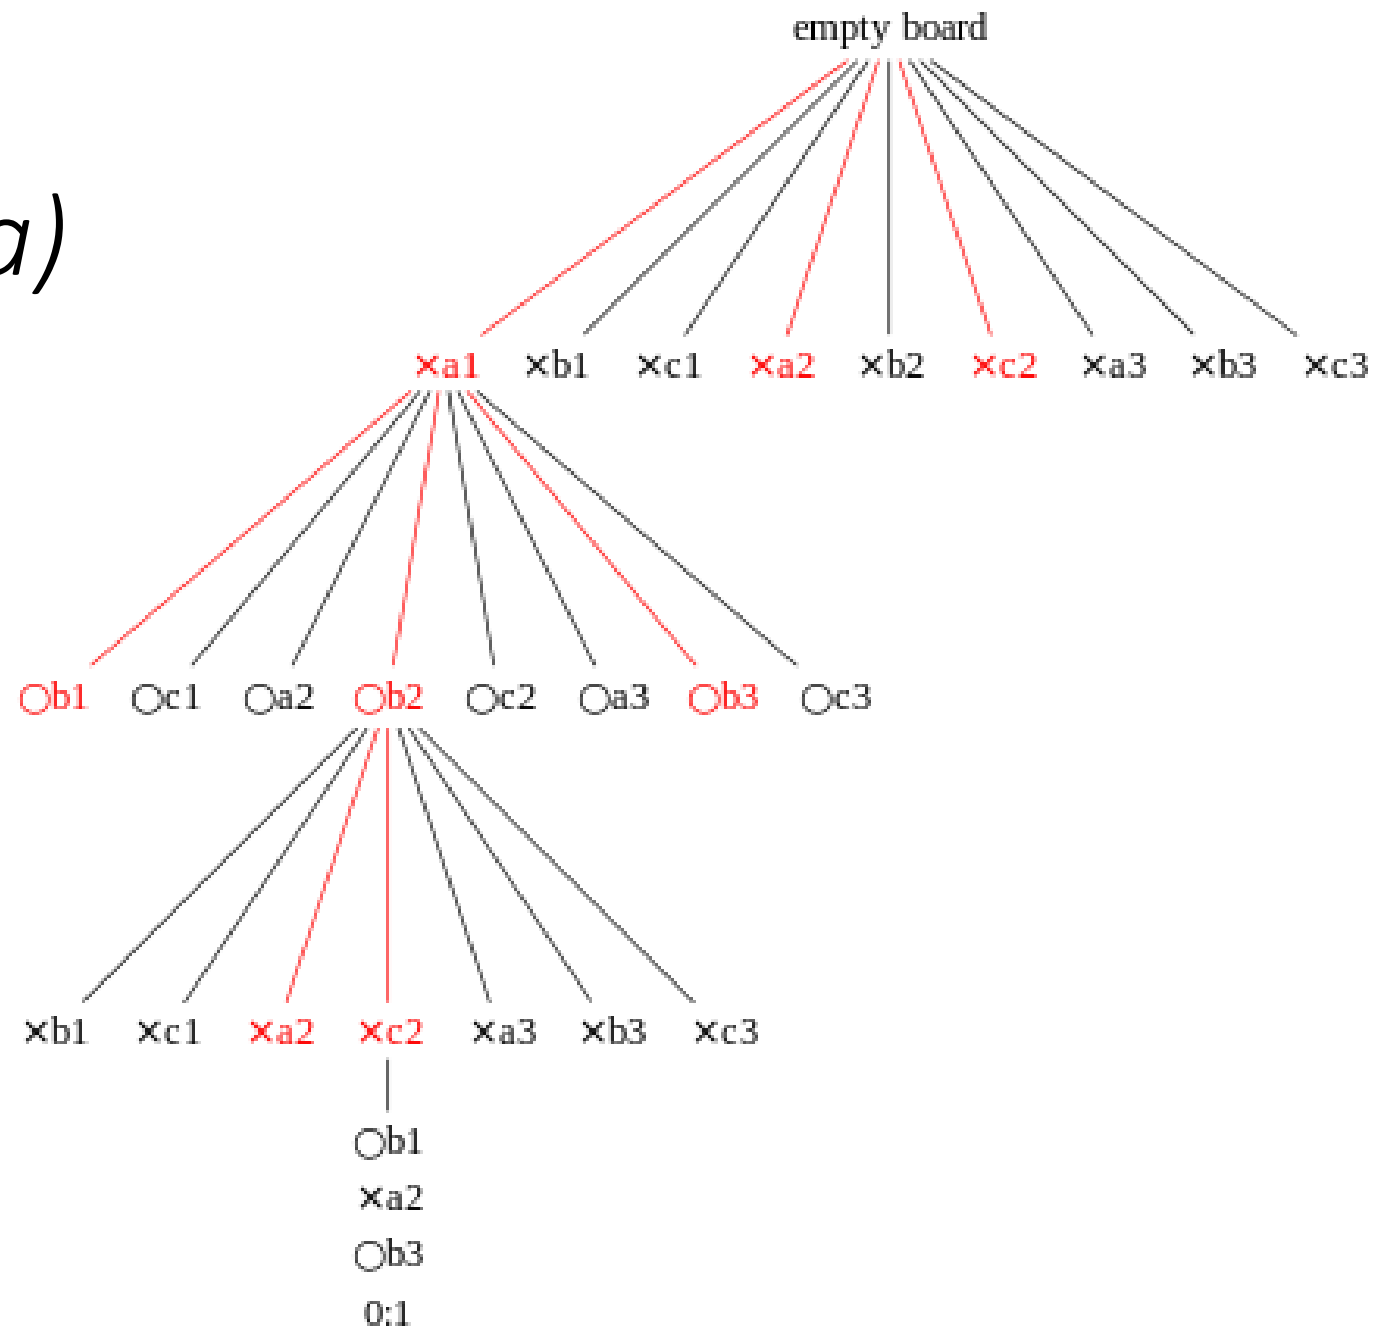 empty board
a)
×a1 ×b1 ×c1 ×a2 ×b2 ×c2 ×a3 ×b3 ×c3
○b1 ○c1 ○a2 ○b2 ○c2 ○a3 ○b3 ○c3
×b1 ×c1 ×a2 ×c2 ×a3 ×b3 ×c3
○b1
×a2
○b3
0:1